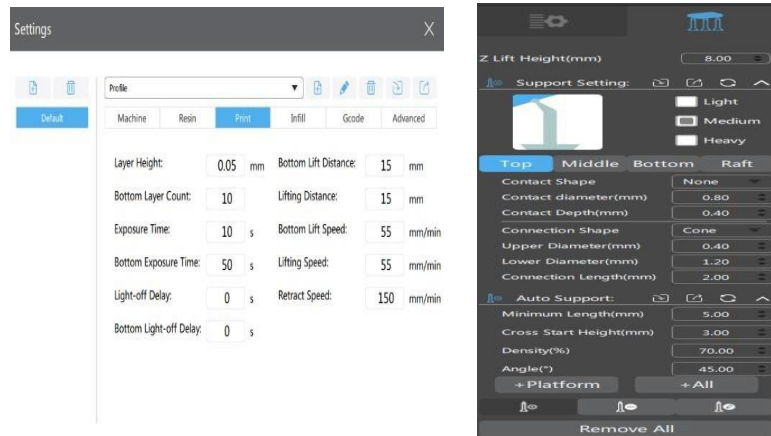 Settings
X
Profile
Default
Machine Resin Print Infill Gcode Advanced
Layer Height: 0.05 mm Bottom Lift Distance: 15 mm
Bottom Layer Count: 10 Lifting Distance: 15 mm
Exposure Time: 10 s Bottom Lift Speed: 55 mm/min
Bottom Exposure Time: 50 s Lifting Speed: 55 mm/min
Light-off Delay: 0 s Retract Speed: 150 mm/min
Bottom Light-off Delay: 0 s
Z Lift Height(mm) 8.00
Support Setting:
Light
Medium
Heavy
Top Middle Bottom Raft
Contact Shape None
Contact diameter(mm) 0.80
Contact Depth(mm) 0.40
Connection Shape Cone
Upper Diameter(mm) 0.40
Lower Diameter(mm) 1.20
Connection Length(mm) 2.00
Auto Support:
Minimum Length(mm) 5.00
Cross Start Height(mm) 3.00
Density(%) 70.00
Angle(°) 45.00
+Platform +All
Remove All